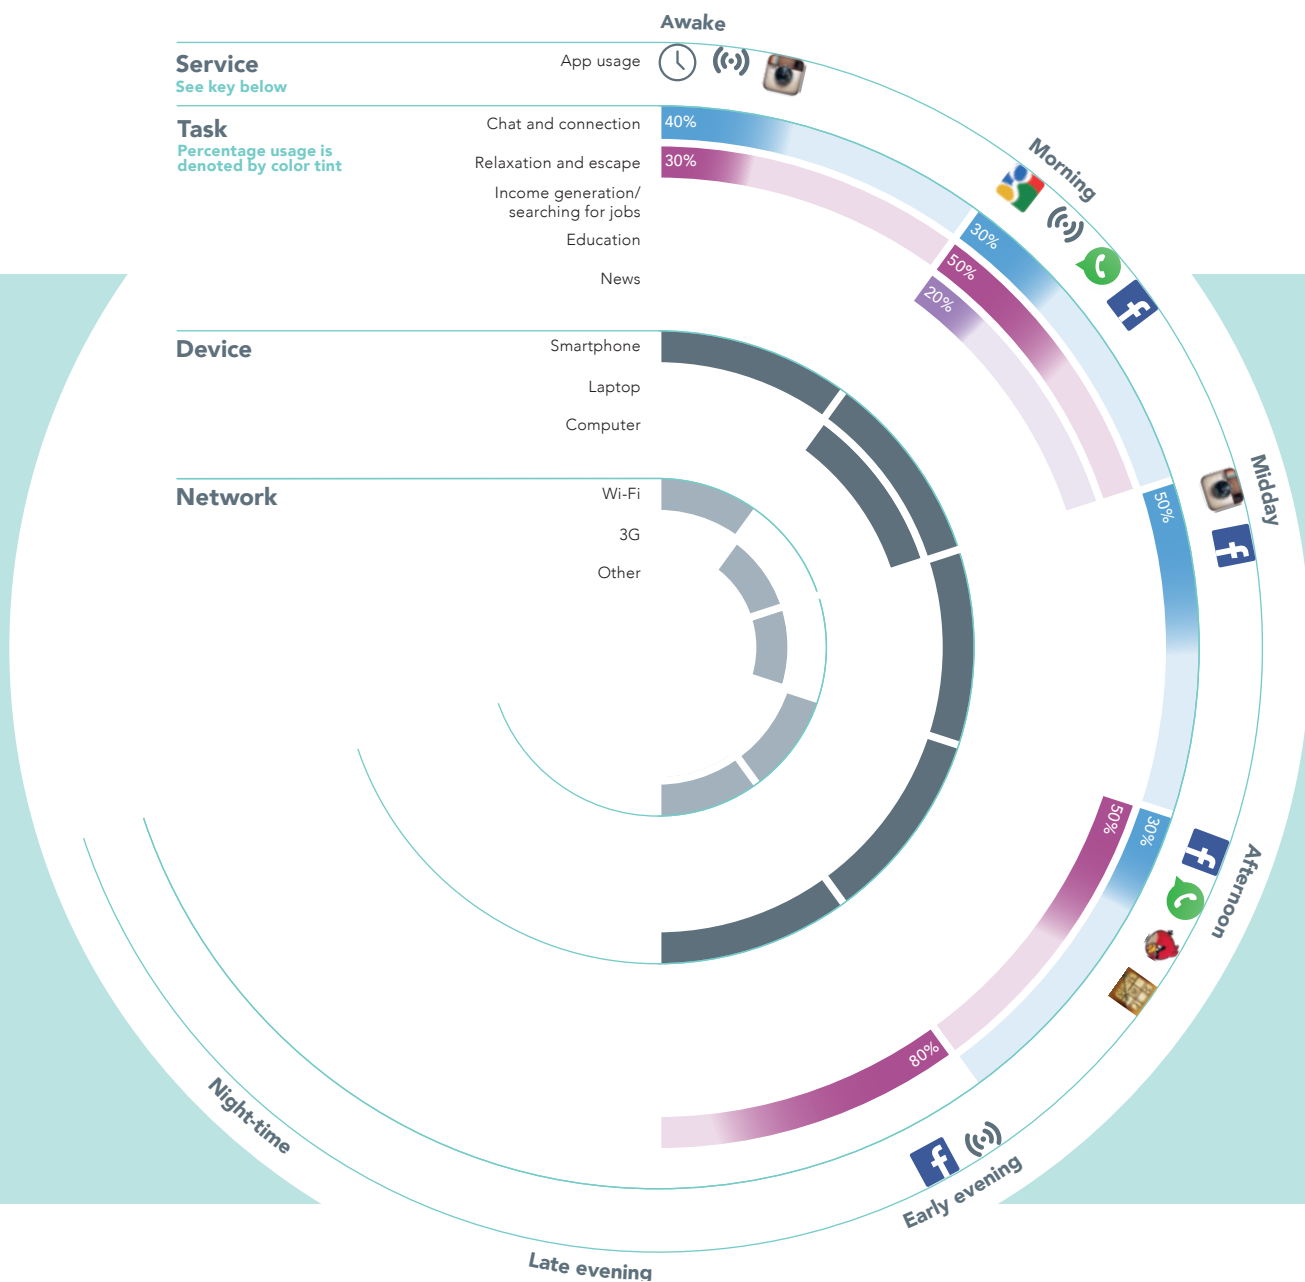 Awake
Service
See key below
App usage
Task
Percentage usage is
denoted by color tint
Chat and connection
40%
Relaxation and escape
30%
Income generation/
searching for jobs
Education
News
Morning
30%
50%
20%
Device
Smartphone
Laptop
Computer
Network
Wi-Fi
3G
Other
Midday
50%
Afternoon
30%
50%
80%
Early evening
Late evening
Night-time